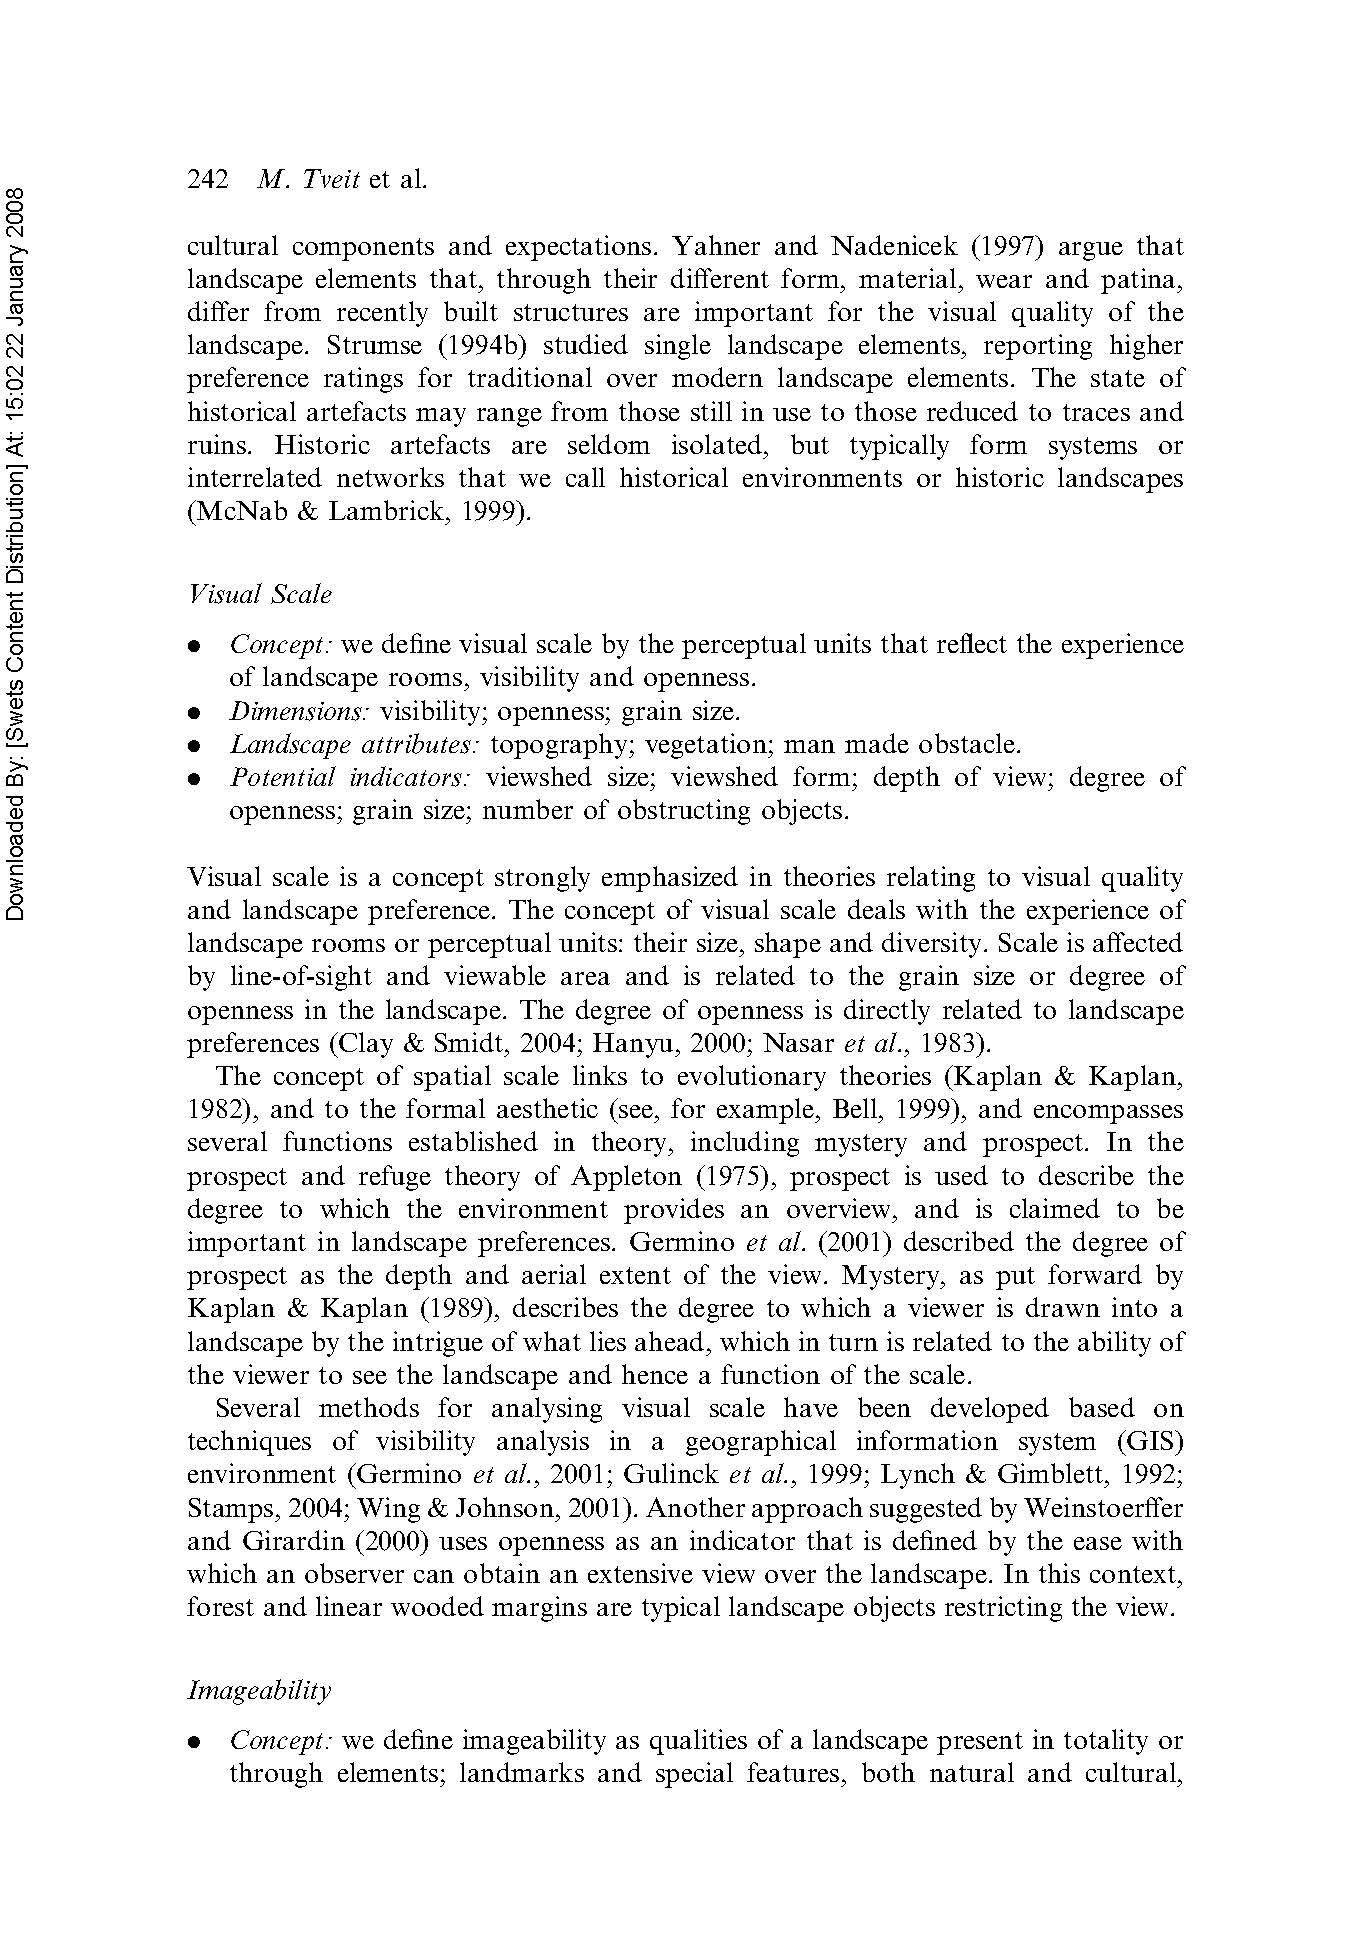 242 M. Tveit et al.
cultural components and expectations. Yahner and Nadenicek (1997) argue that
landscape elements that, through their different form, material, wear and patina,
differ from recently built structures are important for the visual quality of the
landscape. Strumse (1994b) studied single landscape elements, reporting higher
preference ratings for traditional over modern landscape elements. The state of
historical artefacts may range from those still in use to those reduced to traces and
ruins. Historic artefacts are seldom isolated, but typically form systems or
interrelated networks that we call historical environments or historic landscapes
(McNab & Lambrick, 1999).
Visual Scale
● Concept: we define visual scale by the perceptual units that reflect the experience
of landscape rooms, visibility and openness.
● Dimensions: visibility; openness; grain size.
● Landscape attributes: topography; vegetation; man made obstacle.
● Potential indicators: viewshed size; viewshed form; depth of view; degree of
openness; grain size; number of obstructing objects.
Visual scale is a concept strongly emphasized in theories relating to visual quality
and landscape preference. The concept of visual scale deals with the experience of
landscape rooms or perceptual units: their size, shape and diversity. Scale is affected
by line-of-sight and viewable area and is related to the grain size or degree of
openness in the landscape. The degree of openness is directly related to landscape
preferences (Clay & Smidt, 2004; Hanyu, 2000; Nasar et al., 1983).
The concept of spatial scale links to evolutionary theories (Kaplan & Kaplan,
1982), and to the formal aesthetic (see, for example, Bell, 1999), and encompasses
several functions established in theory, including mystery and prospect. In the
prospect and refuge theory of Appleton (1975), prospect is used to describe the
degree to which the environment provides an overview, and is claimed to be
important in landscape preferences. Germino et al. (2001) described the degree of
prospect as the depth and aerial extent of the view. Mystery, as put forward by
Kaplan & Kaplan (1989), describes the degree to which a viewer is drawn into a
landscape by the intrigue of what lies ahead, which in turn is related to the ability of
the viewer to see the landscape and hence a function of the scale.
Several methods for analysing visual scale have been developed based on
techniques of visibility analysis in a geographical information system (GIS)
environment (Germino et al., 2001; Gulinck et al., 1999; Lynch & Gimblett, 1992;
Stamps, 2004; Wing & Johnson, 2001). Another approach suggested by Weinstoerffer
and Girardin (2000) uses openness as an indicator that is defined by the ease with
which an observer can obtain an extensive view over the landscape. In this context,
forest and linear wooded margins are typical landscape objects restricting the view.
Imageability
● Concept: we define imageability as qualities of a landscape present in totality or
through elements; landmarks and special features, both natural and cultural,
Downloaded By: [Swets Content Distribution] At: 15:02 22 January 2008